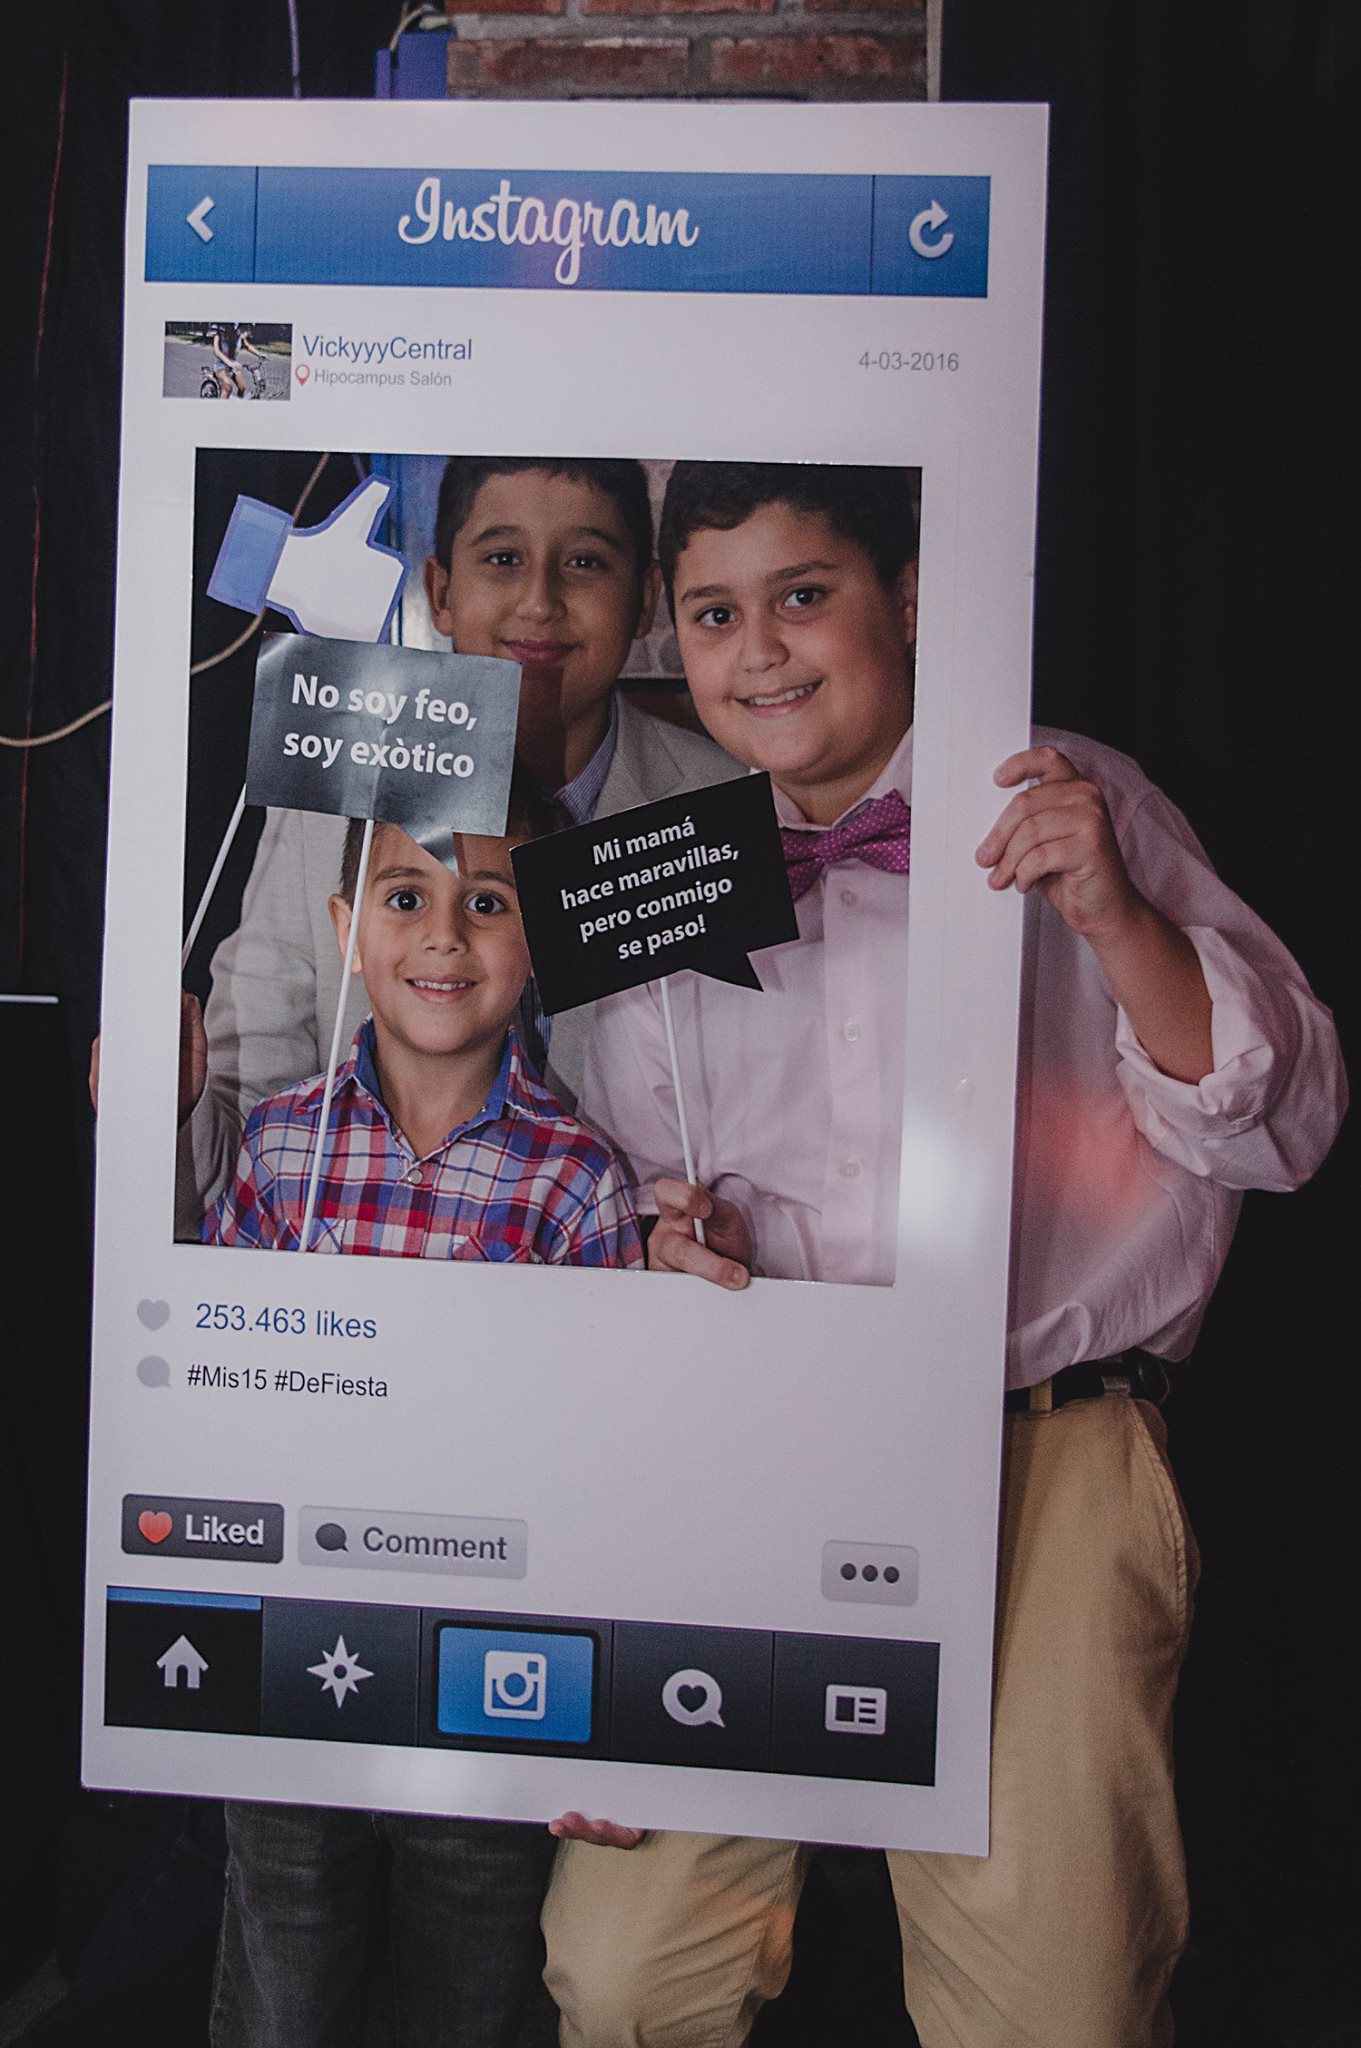 Instagram
VickyyyCentral
Hipocampus Salón
4-03-2016
No soy feo,
soy exòtico
Mi mamá
hace maravillas,
pero conmigo
se paso!
253.463 likes
#Mis15 #DeFiesta
Liked
Comment